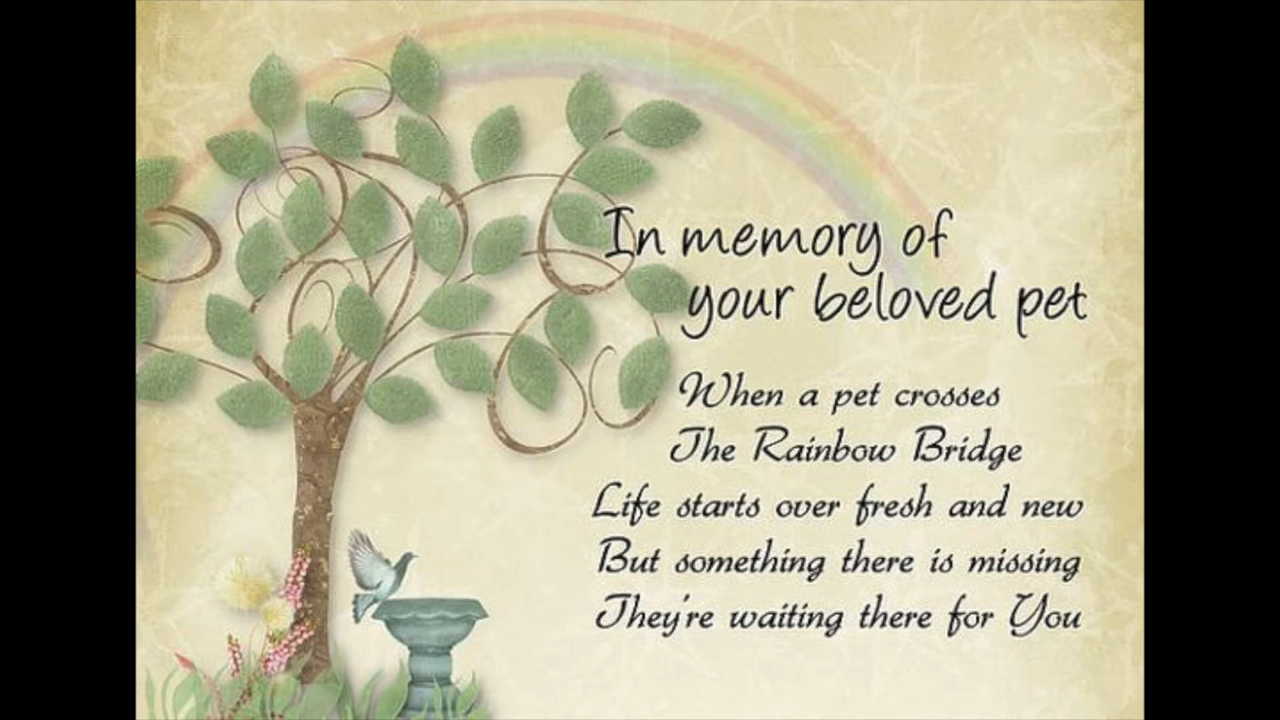 In memory of
your beloved pet
When a pet crosses
The Rainbow Bridge
Life starts over fresh and new
But something there is missing
They're waiting there for You